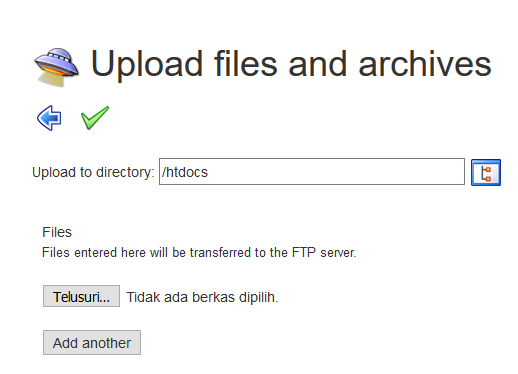 Upload files and archives
Upload to directory: /htdocs
Files
Files entered here will be transferred to the FTP server.
Telusuri... Tidak ada berkas dipilih.
Add another